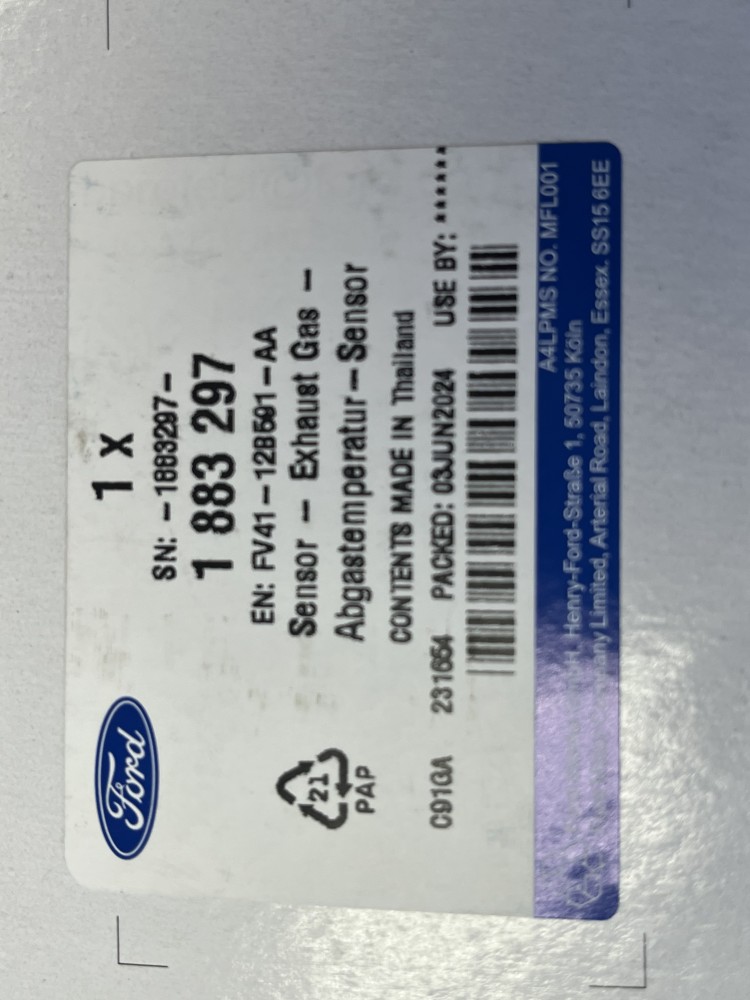 Ford
1 X
SN: -1883297-
1 883 297
EN: FV41-12B591-AA
Sensor - Exhaust Gas -
Abgastemperatur-Sensor
CONTENTS MADE IN Thailand
21
PAP
C91GA 231654 PACKED: 03JUN2024 USE BY: ******
A4LPMS NO. MFL001
Henry-Ford-Straße 1, 50735 Köln
Limited, Arterial Road, Laindon, Essex. SS15 6EE